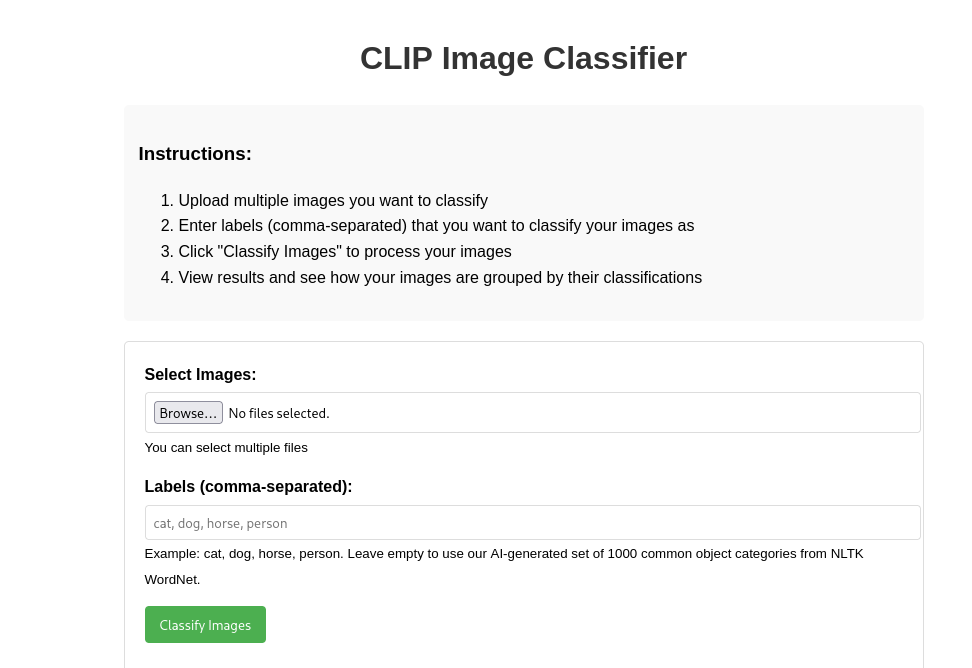 CLIP Image Classifier
Instructions:
1. Upload multiple images you want to classify
2. Enter labels (comma-separated) that you want to classify your images as
3. Click "Classify Images" to process your images
4. View results and see how your images are grouped by their classifications
Select Images:
Browse... No files selected.
You can select multiple files
Labels (comma-separated):
cat, dog, horse, person
Example: cat, dog, horse, person. Leave empty to use our AI-generated set of 1000 common object categories from NLTK
WordNet.
Classify Images